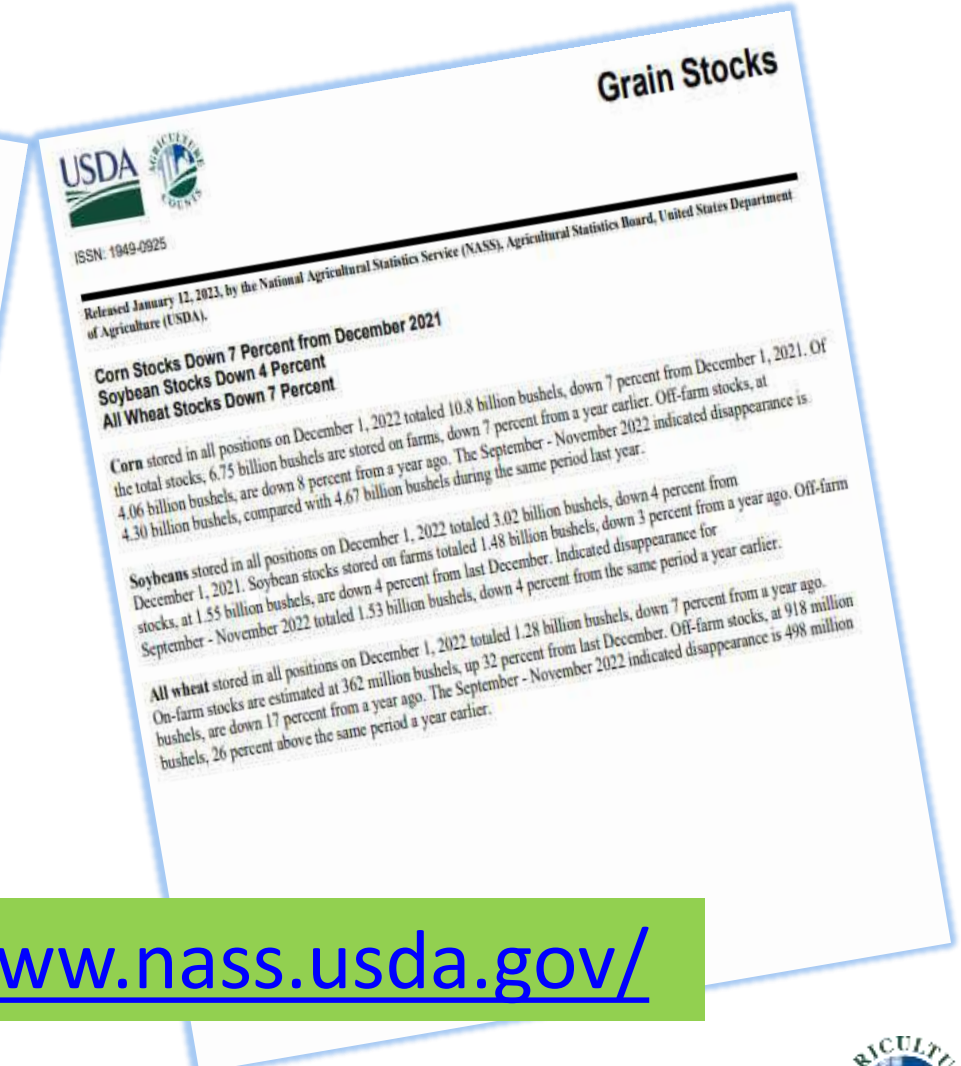 Grain Stocks
USDA
AGRICULTURE
COUNTS
ISSN: 1949-0925
Released January 12, 2023, by the National Agricultural Statistics Service (NASS), Agricultural Statistics Board, United States Department
of Agriculture (USDA).
Corn Stocks Down 7 Percent from December 2021
Soybean Stocks Down 4 Percent
All Wheat Stocks Down 7 Percent
Corn stored in all positions on December 1, 2022 totaled 10.8 billion bushels, down 7 percent from December 1, 2021. Of
the total stocks, 6.75 billion bushels are stored on farms, down 7 percent from a year earlier. Off-farm stocks, at
4.06 billion bushels, are down 8 percent from a year ago. The September - November 2022 indicated disappearance is
4.30 billion bushels, compared with 4.67 billion bushels during the same period last year.
Soybeans stored in all positions on December 1, 2022 totaled 3.02 billion bushels, down 4 percent from
December 1, 2021. Soybean stocks stored on farms totaled 1.48 billion bushels, down 3 percent from a year ago. Off-farm
stocks, at 1.55 billion bushels, are down 4 percent from last December. Indicated disappearance for
September - November 2022 totaled 1.53 billion bushels, down 4 percent from the same period a year earlier.
All wheat stored in all positions on December 1, 2022 totaled 1.28 billion bushels, down 7 percent from a year ago.
On-farm stocks are estimated at 362 million bushels, up 32 percent from last December. Off-farm stocks, at 918 million
bushels, are down 17 percent from a year ago. The September - November 2022 indicated disappearance is 498 million
bushels, 26 percent above the same period a year earlier.
ww.nass.usda.gov/
RICULTU